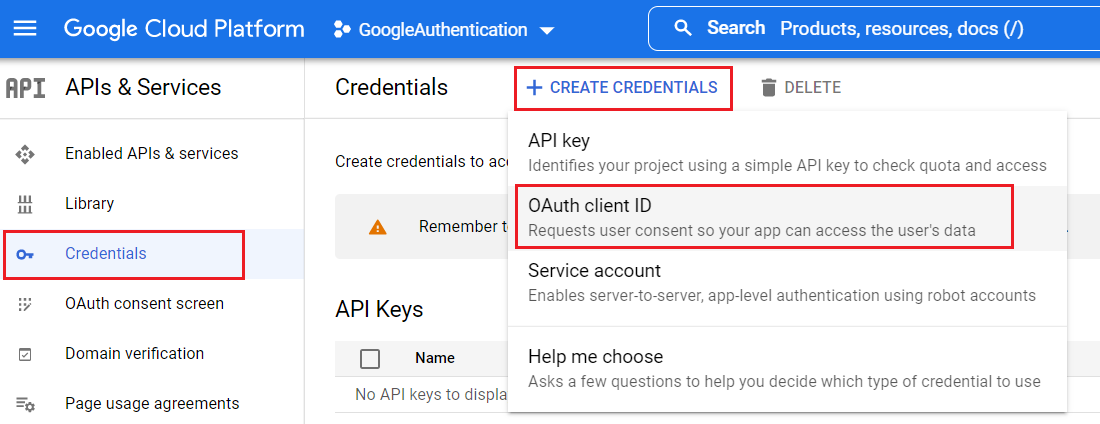 Google Cloud Platform
GoogleAuthentication
Search Products, resources, docs (/)
API APIs & Services
Credentials
+ CREATE CREDENTIALS
DELETE
Enabled APIs & services
Library
Credentials
OAuth consent screen
Domain verification
Page usage agreements
Create credentials to
Remember
API Keys
Name
No API keys to
API key
Identifies your project using a simple API key to check quota and access
OAuth client ID
Requests user consent so your app can access the user's data
Service account
Enables server-to-server, app-level authentication using robot accounts
Help me choose
Asks a few questions to help you decide which type of credential to use